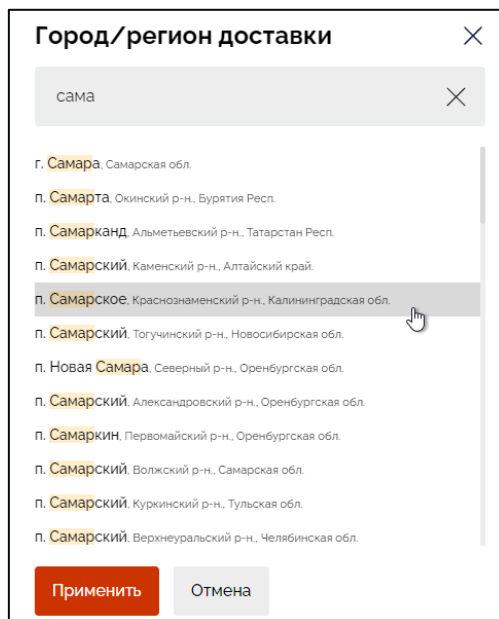 Город/регион доставки
сама
г. Самара, Самарская обл.
п. Самарта, Окинский р-н., Бурятия Респ.
п. Самарканд, Альметьевский р-н., Татарстан Респ.
п. Самарский, Каменский р-н., Алтайский край.
п. Самарское, Краснознаменский р-н., Калининградская обл.
п. Самарский, Тогучинский р-н., Новосибирская обл.
п. Новая Самара, Северный р-н., Оренбургская обл.
п. Самарский, Александровский р-н., Оренбургская обл.
п. Самаркин, Первомайский р-н., Оренбургская обл.
п. Самарский, Волжский р-н., Самарская обл.
п. Самарский, Куркинский р-н., Тульская обл.
п. Самарский, Верхнеуральский р-н., Челябинская обл.
Применить Отмена